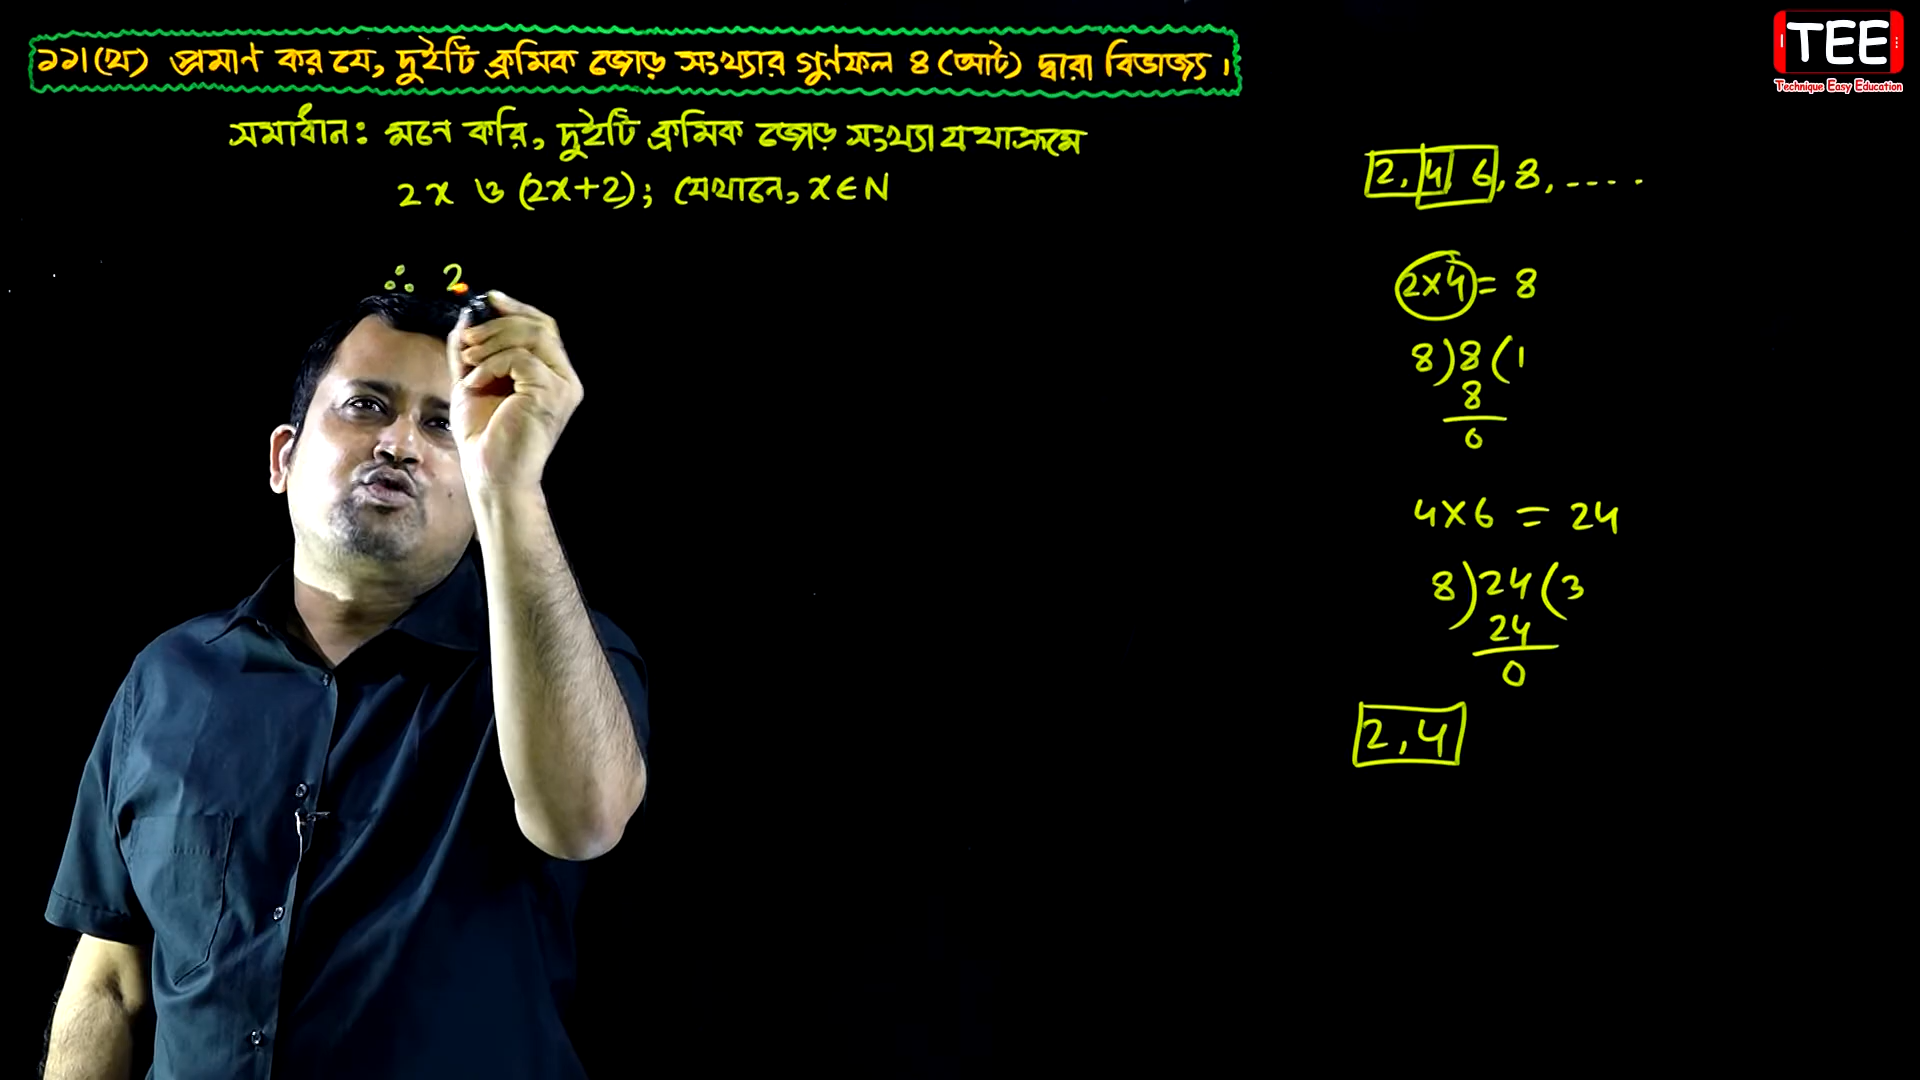 ১১।(থ) প্রমাণ কর যে, দুইটি ক্রমিক জোড় সংখ্যার গুণফল ৪ (আট) দ্বারা বিভাজ্য।
সমাধান: মনে করি, দুইটি ক্রমিক জোড় সংখ্যা যথাক্রমে
2x ও (2x+2); যেখানে, x∈N
∴ 2
2, 4, 6, 8, ....
2×4 = 8
8)8(1
8
0
4×6 = 24
8)24(3
24
0
2, 4
TEE
Technique Easy Education